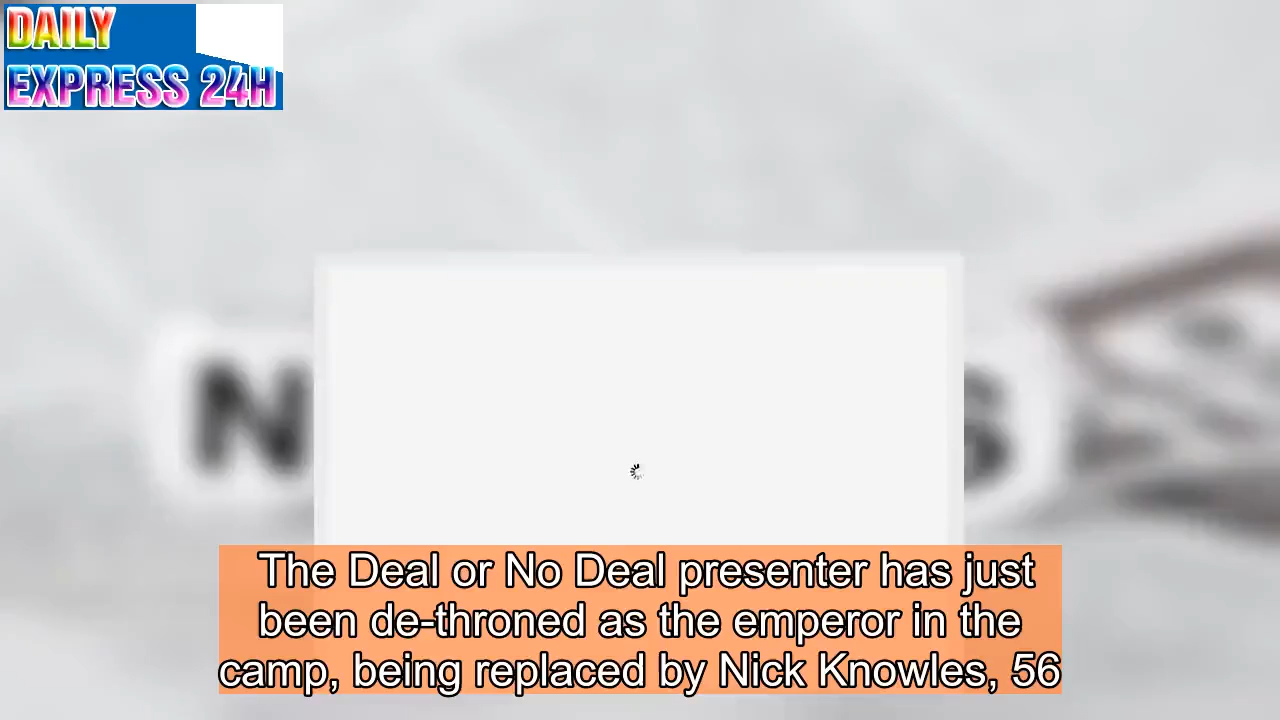 DAILY
EXPRESS 24H
N
S
The Deal or No Deal presenter has just
been de-throned as the emperor in the
camp, being replaced by Nick Knowles, 56